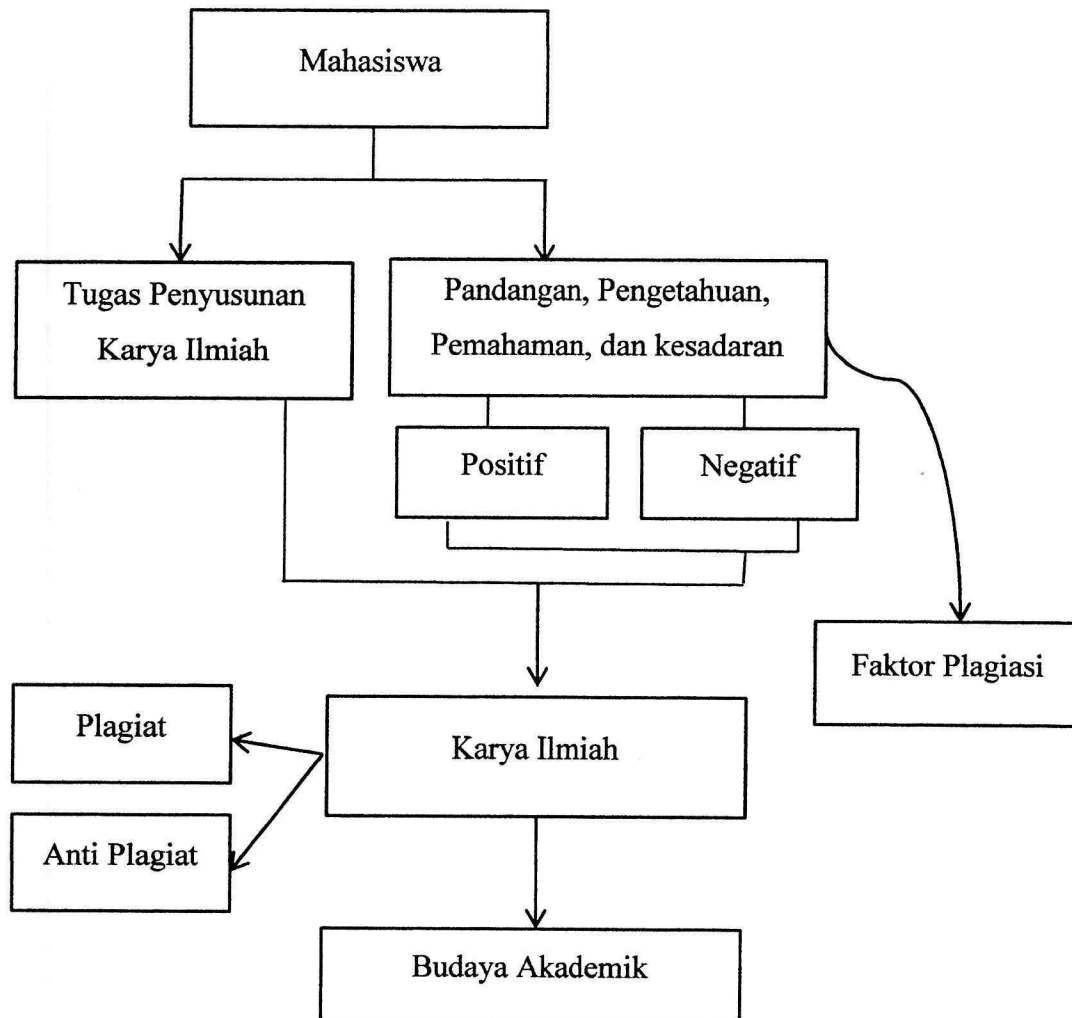 Mahasiswa
Tugas Penyusunan
Karya Ilmiah
Pandangan, Pengetahuan,
Pemahaman, dan kesadaran
Positif
Negatif
Faktor Plagiasi
Plagiat
Karya Ilmiah
Anti Plagiat
Budaya Akademik